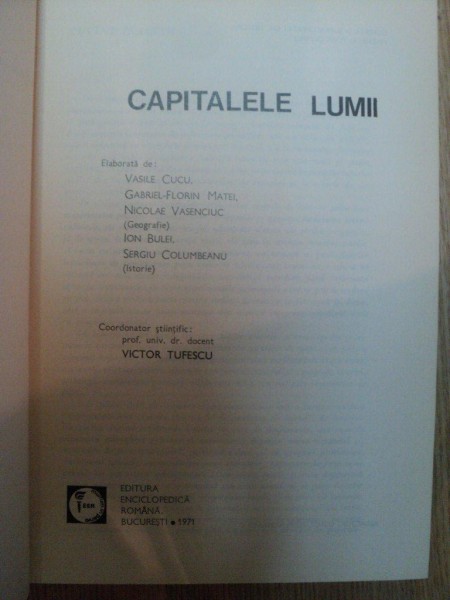 CAPITALELE LUMII
Elaborată de:
VASILE CUCU,
GABRIEL-FLORIN MATEI,
NICOLAE VASENCIUC
(Geografie)
ION BULEI,
SERGIU COLUMBEANU
(Istorie)
Coordonator științific:
prof. univ. dr. docent
VICTOR TUFESCU
EDITURA
ENCICLOPEDICĂ
ROMÂNĂ
BUCUREȘTI ★ 1971